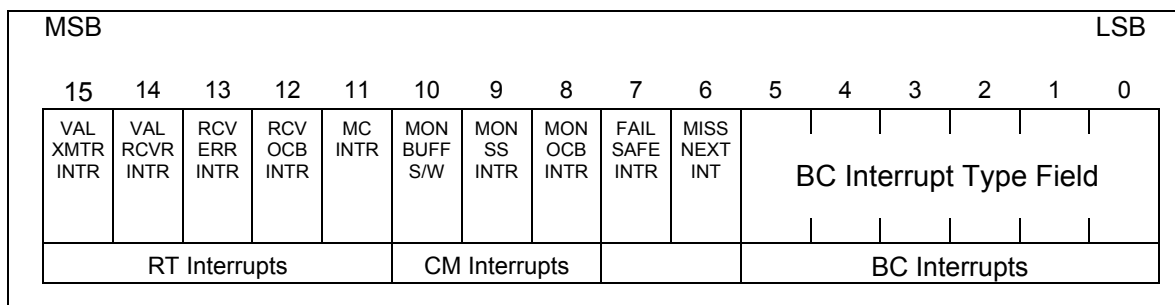 MSB LSB
15 14 13 12 11 10 9 8 7 6 5 4 3 2 1 0
VAL VAL RCV RCV MC MON MON MON FAIL MISS
XMTR RCVR ERR OCB INTR BUFF SS OCB SAFE NEXT
INTR INTR INTR INTR S/W INTR INTR INTR INT
BC Interrupt Type Field
RT Interrupts CM Interrupts BC Interrupts